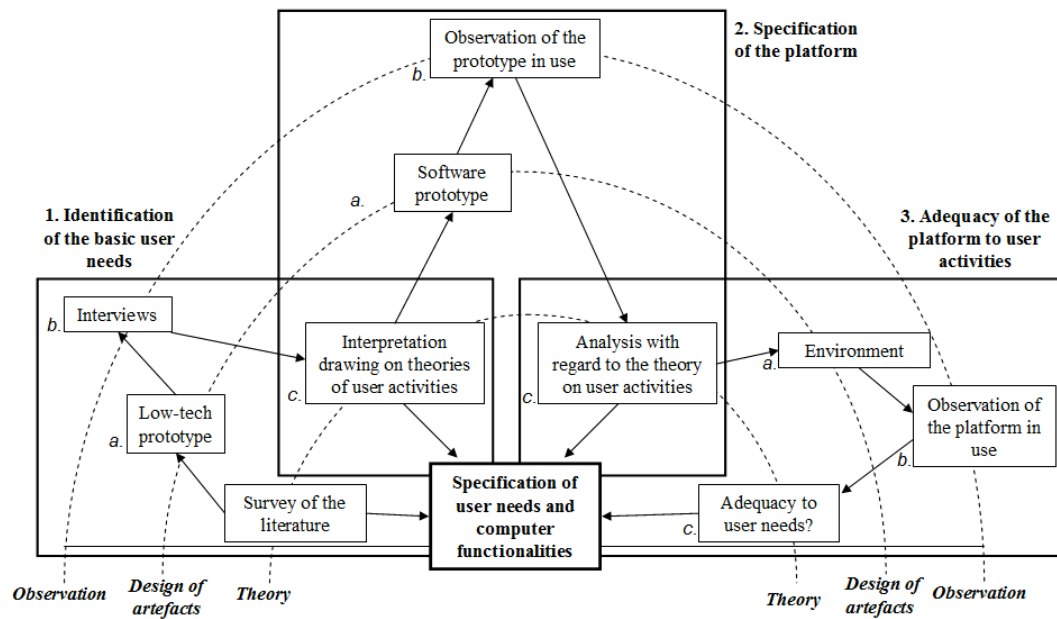 2. Specification
of the platform
Observation of the
prototype in use
b.
Software
prototype
a.
1. Identification
of the basic user
needs
3. Adequacy of the
platform to user
activities
b.
Interviews
Interpretation
drawing on theories
of user activities
c.
Analysis with
regard to the theory
on user activities
c.
Environment
a.
Low-tech
prototype
a.
Observation of
the platform in
use
b.
Survey of the
literature
Specification of
user needs and
computer
functionalities
Adequacy to
user needs?
c.
Observation
Design of
artefacts
Theory
Theory
Design of
artefacts
Observation